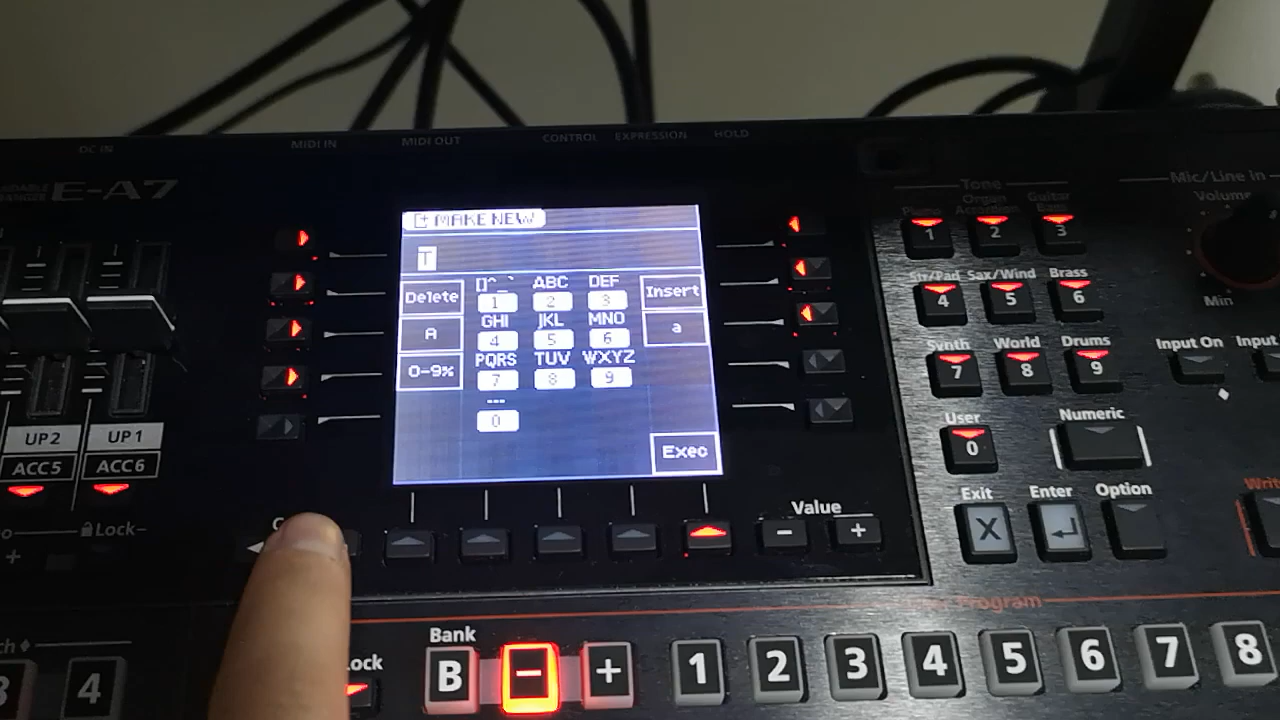 DC IN MIDI IN MIDI OUT CONTROL EXPRESSION HOLD
E-A7
MAKE NEW
T
Delete
A
0-9%
[]^_`
1
ABC
2
DEF
3
GHI
4
JKL
5
MNO
6
PQRS
7
TUV
8
WXYZ
9
---
0
Insert
a
Exec
UP2
ACC5
UP1
ACC6
Lock
Value
-
+
Tone
Piano
1
Organ
2
Guitar
Bass
3
Str/Pad
4
Sax/Wind
5
Brass
6
Synth
7
World
8
Drums
9
User
0
Numeric
Exit
X
Enter
Option
Mic/Line in
Volume
Min
Input On
Input
Program
4
Bank
B
-
+
1 2 3 4 5 6 7 8